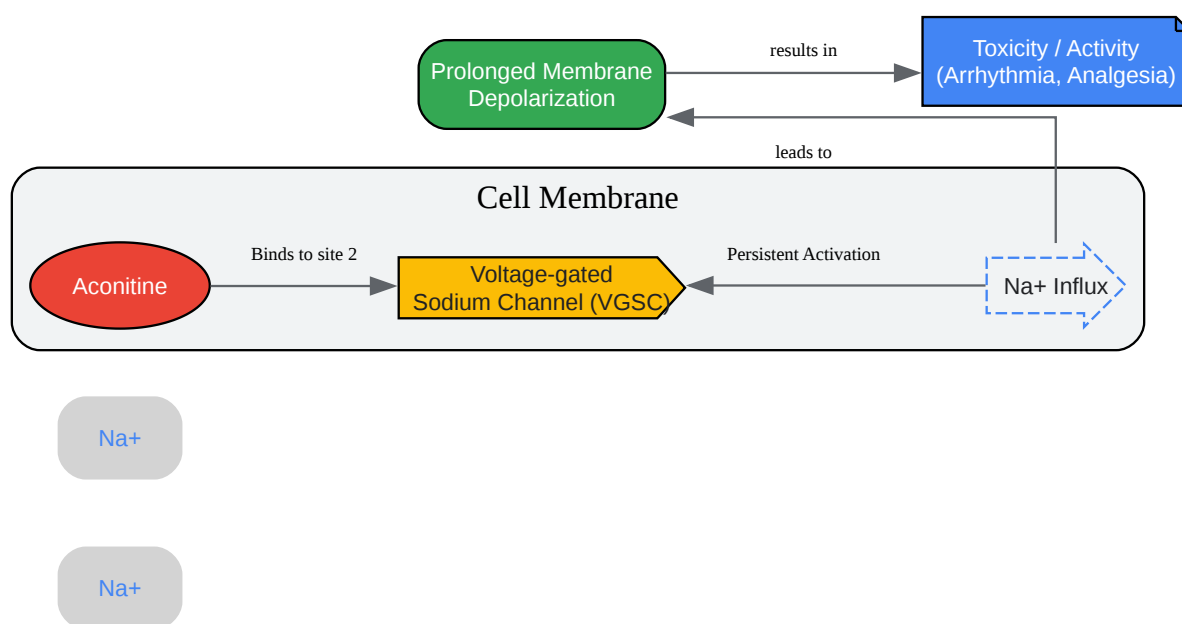 Prolonged Membrane
Depolarization
results in
Toxicity / Activity
(Arrhythmia, Analgesia)
leads to
Cell Membrane
Aconitine
Binds to site 2
Voltage-gated
Sodium Channel (VGSC)
Persistent Activation
Na+ Influx
Na+
Na+